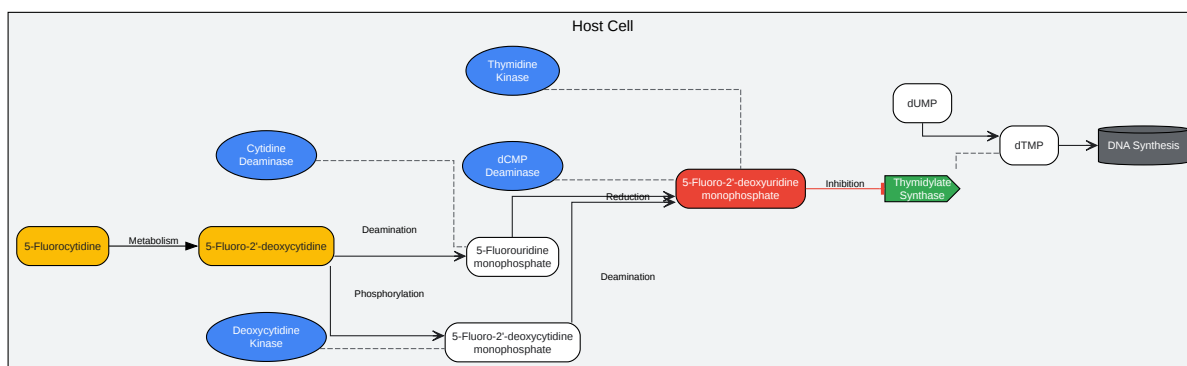 Host Cell
Thymidine
Kinase
dUMP
Cytidine
Deaminase
dCMP
Deaminase
dTMP
DNA Synthesis
5-Fluoro-2'-deoxyuridine
monophosphate
Inhibition
Thymidylate
Synthase
Reduction
5-Fluorocytidine
Metabolism
5-Fluoro-2'-deoxycytidine
Deamination
5-Fluorouridine
monophosphate
Deamination
Phosphorylation
Deoxycytidine
Kinase
5-Fluoro-2'-deoxycytidine
monophosphate